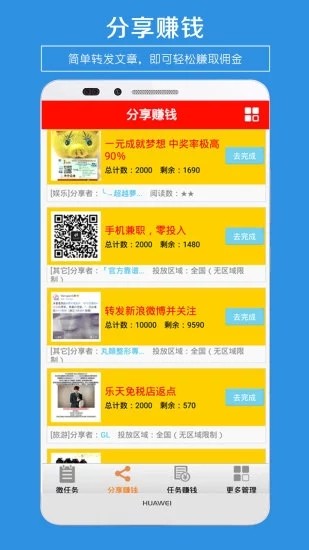 分享赚钱
简单转发文章，即可轻松赚取佣金
分享赚钱
一元成就梦想 中奖率极高
90%
总计数：2000 剩余：1690
去完成
[娱乐]分享者：╰→超越夢… 阅读数：★★
手机兼职，零投入
总计数：2000 剩余：1480
去完成
[其它]分享者：「官方靠谱… 投放区域：全国（无区域限
制）
转发新浪微博并关注
总计数：10000 剩余：9590
去完成
[其它]分享者：丸韓整形專… 投放区域：全国（无区域限
制）
乐天免税店返点
总计数：2000 剩余：570
去完成
[旅游]分享者：GL 投放区域：全国（无区域限制）
微任务
分享赚钱
任务赚钱
更多管理
HUAWEI